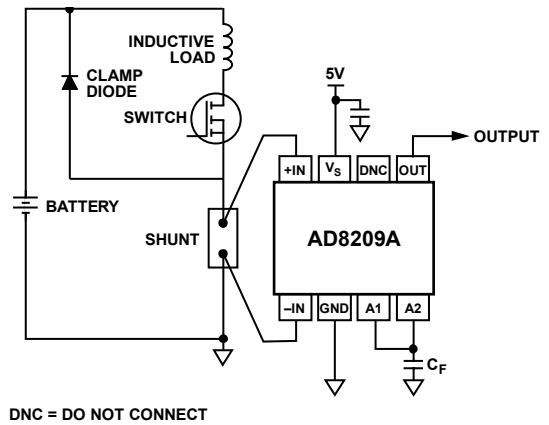 INDUCTIVE
LOAD
CLAMP
DIODE
SWITCH
BATTERY
SHUNT
5V
OUTPUT
+IN
VS
DNC
OUT
AD8209A
–IN
GND
A1
A2
CF
DNC = DO NOT CONNECT